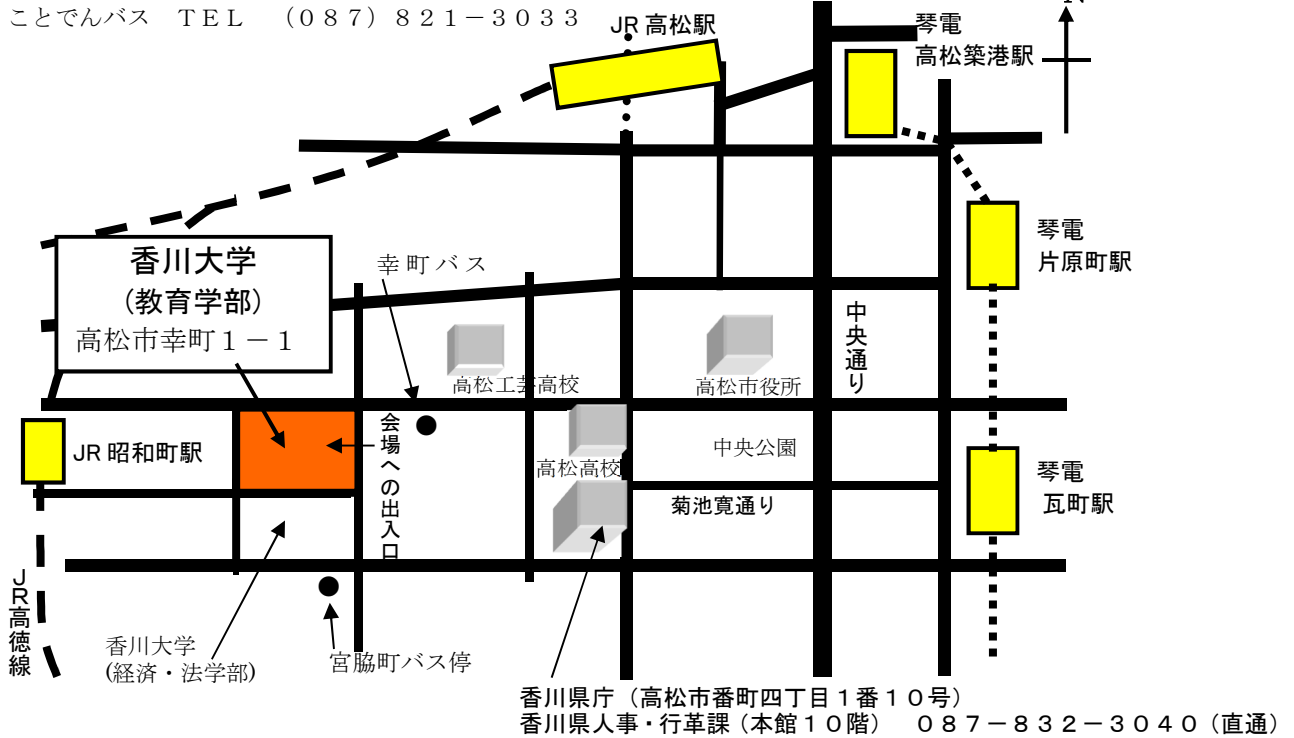 ことでんバス　ＴＥＬ　（０８７）８２１－３０３３
JR 高松駅
琴電
高松築港駅
琴電
片原町駅
香川大学
（教育学部）
高松市幸町１－１
幸町バス
中央通り
高松工芸高校
高松市役所
JR 昭和町駅
会場への出入口
高松高校
中央公園
菊池寛通り
琴電
瓦町駅
ＪＲ高徳線
香川大学
(経済・法学部)
宮脇町バス停
香川県庁（高松市番町四丁目１番１０号）
香川県人事・行革課（本館１０階）　０８７－８３２－３０４０（直通）